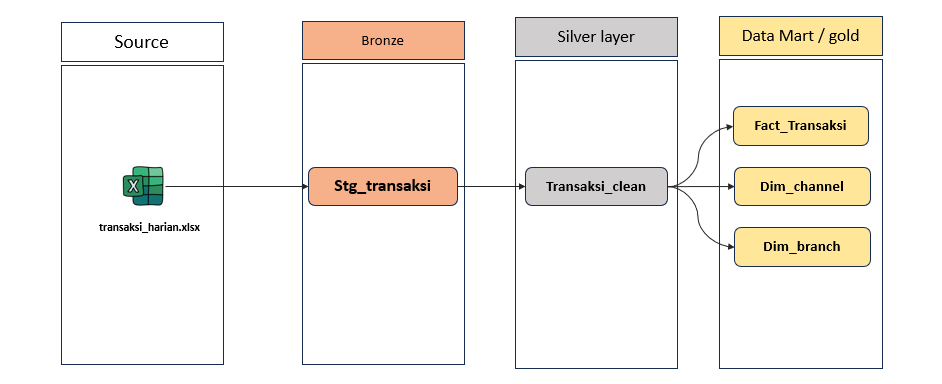 Source
Bronze
Silver layer
Data Mart / gold
X
transaksi_harian.xlsx
Stg_transaksi
Transaksi_clean
Fact_Transaksi
Dim_channel
Dim_branch